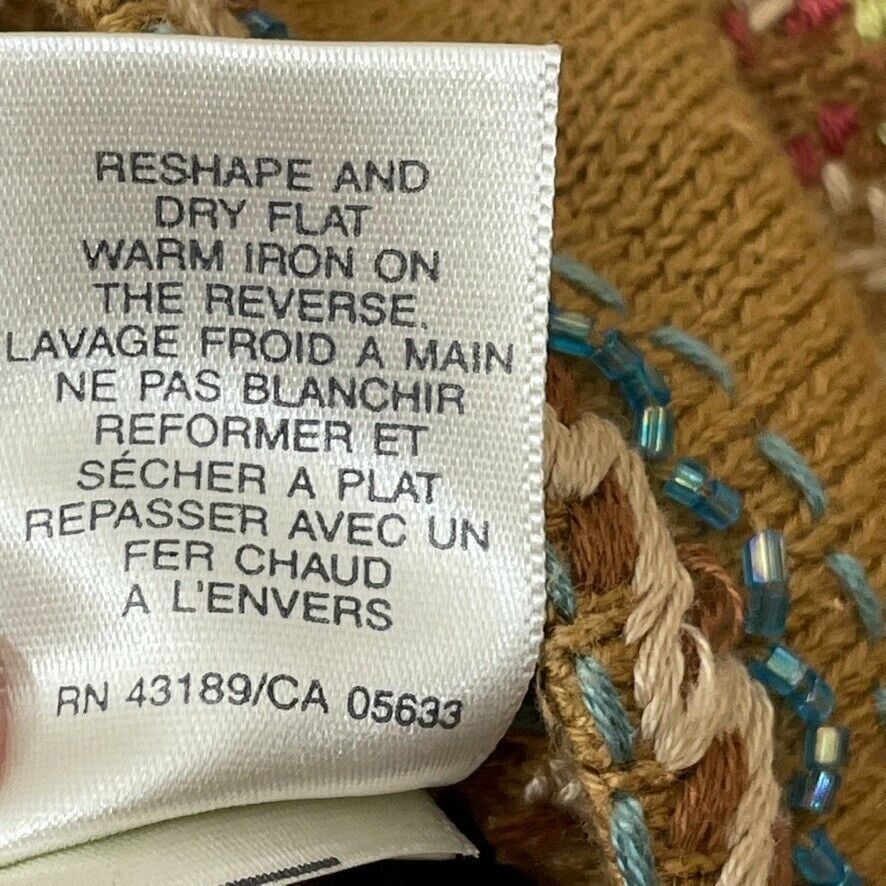 RESHAPE AND
DRY FLAT
WARM IRON ON
THE REVERSE.
LAVAGE FROID A MAIN
NE PAS BLANCHIR
REFORMER ET
SÉCHER A PLAT
REPASSER AVEC UN
FER CHAUD
A L'ENVERS
RN 43189/CA 05633